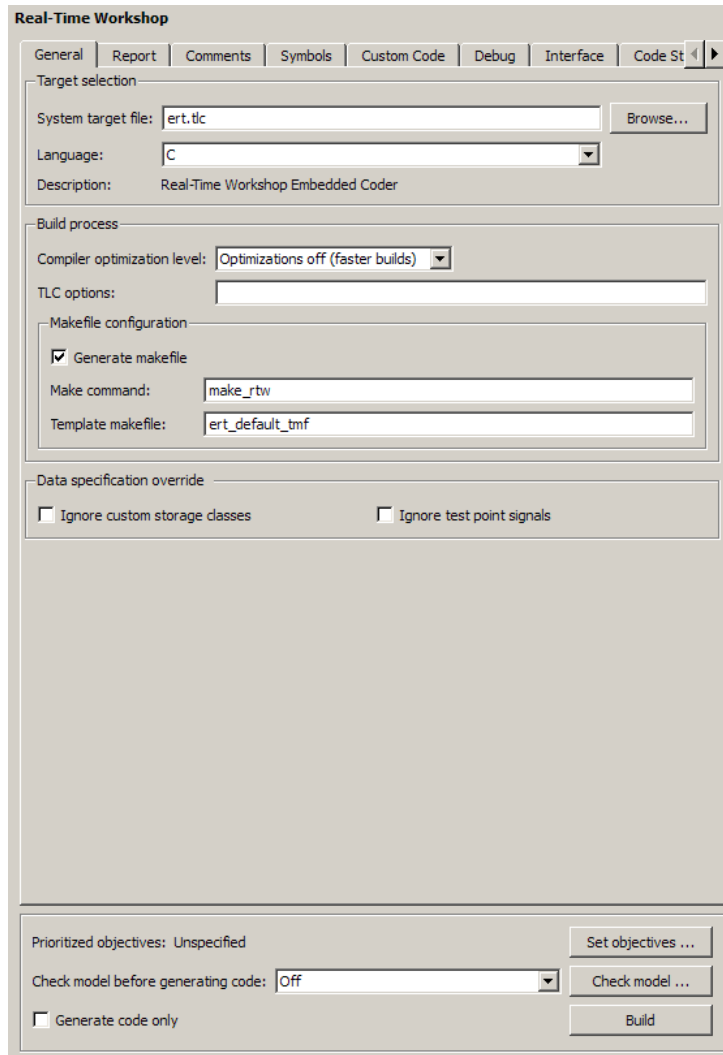 Real-Time Workshop
General Report Comments Symbols Custom Code Debug Interface Code St
Target selection
System target file: ert.tlc Browse...
Language: C
Description: Real-Time Workshop Embedded Coder
Build process
Compiler optimization level: Optimizations off (faster builds)
TLC options:
Makefile configuration
Generate makefile
Make command: make_rtw
Template makefile: ert_default_tmf
Data specification override
Ignore custom storage classes Ignore test point signals
Prioritized objectives: Unspecified Set objectives ...
Check model before generating code: Off Check model ...
Generate code only Build